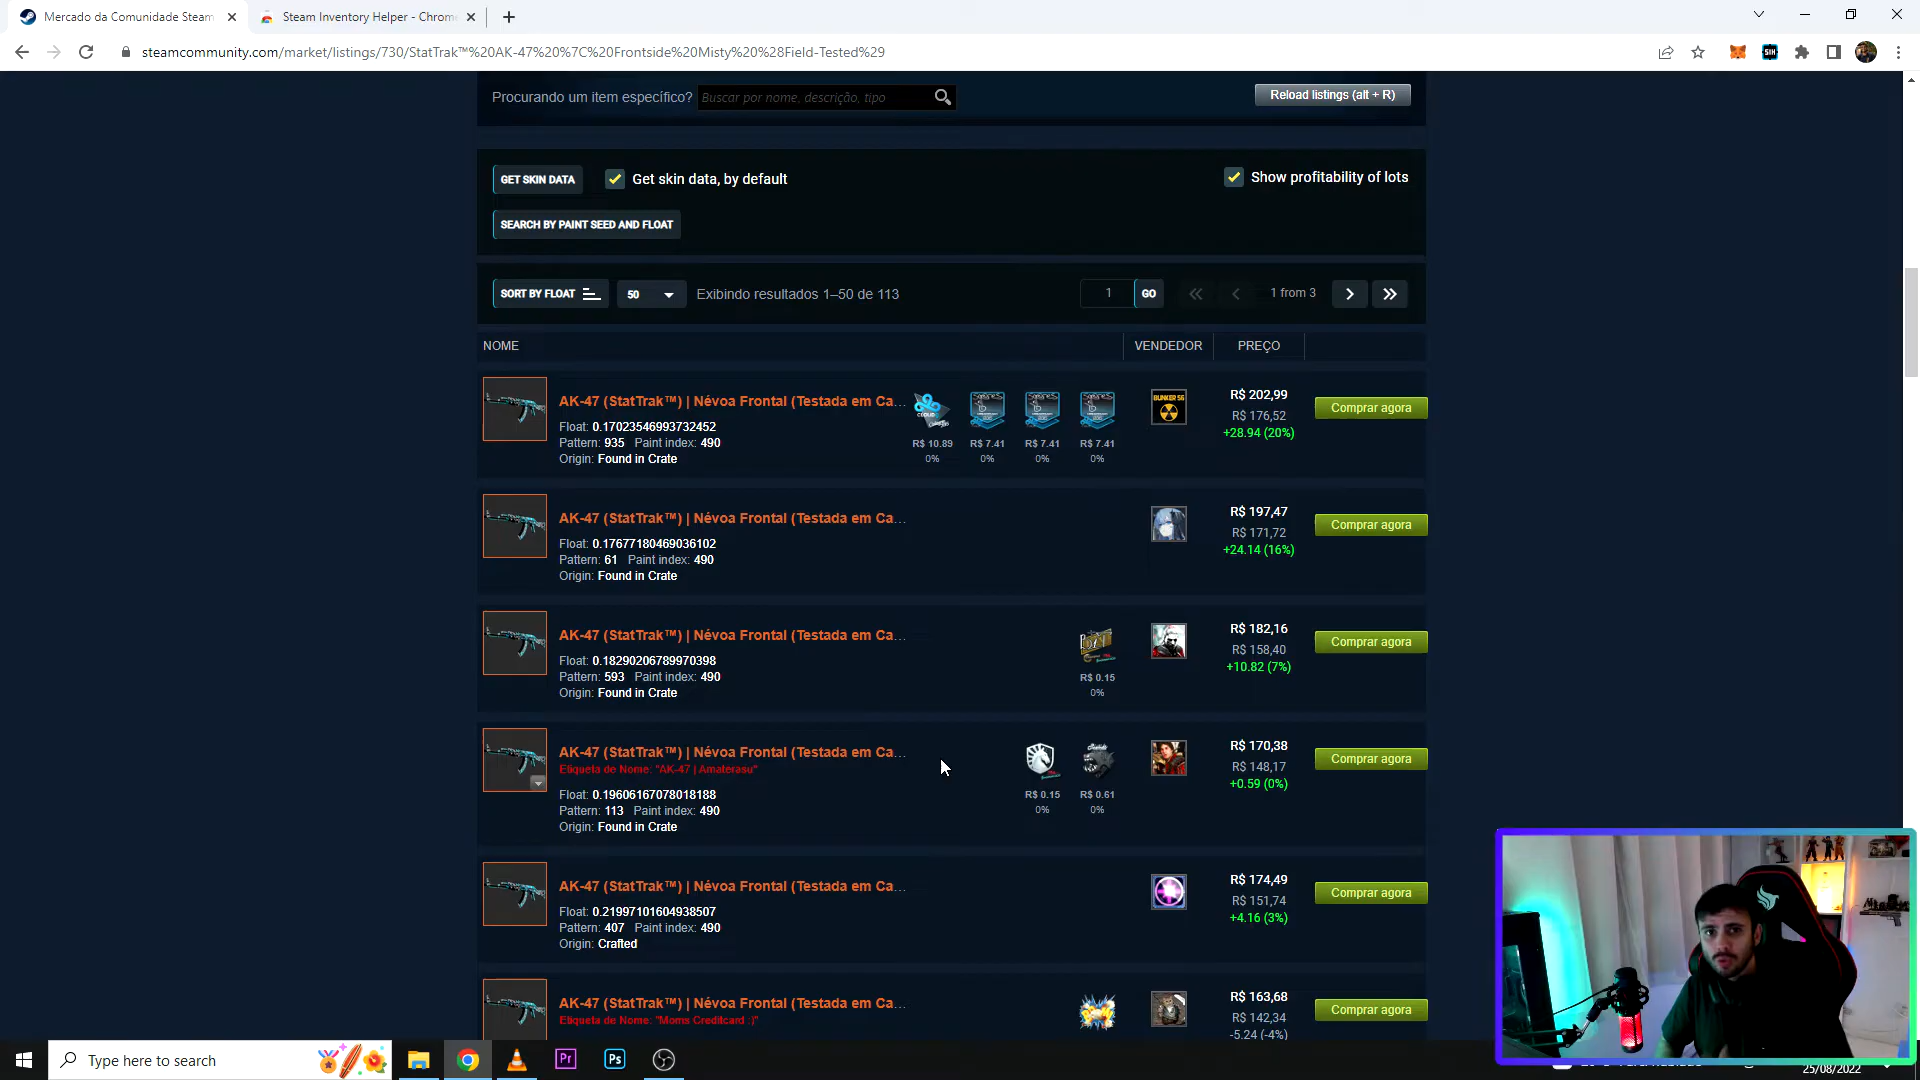 Mercado da Comunidade Steam
Steam Inventory Helper - Chrom
steamcommunity.com/market/listings/730/StatTrak™%20AK-47%20%7C%20Frontside%20Misty%20%28Field-Tested%29
SIH
Procurando um item específico?
Buscar por nome, descrição, tipo
Reload listings (alt + R)
GET SKIN DATA
Get skin data, by default
Show profitability of lots
SEARCH BY PAINT SEED AND FLOAT
SORT BY FLOAT
50
Exibindo resultados 1–50 de 113
1
GO
1 from 3
NOME
VENDEDOR
PREÇO
AK-47 (StatTrak™) | Névoa Frontal (Testada em Ca...
Float: 0.17023546993732452
Pattern: 935 Paint index: 490
Origin: Found in Crate
R$ 10.89
0%
R$ 7.41
0%
R$ 7.41
0%
R$ 7.41
0%
BUNKER 56
R$ 202,99
R$ 176,52
+28.94 (20%)
Comprar agora
AK-47 (StatTrak™) | Névoa Frontal (Testada em Ca...
Float: 0.17677180469036102
Pattern: 61 Paint index: 490
Origin: Found in Crate
R$ 197,47
R$ 171,72
+24.14 (16%)
Comprar agora
AK-47 (StatTrak™) | Névoa Frontal (Testada em Ca...
Float: 0.18290206789970398
Pattern: 593 Paint index: 490
Origin: Found in Crate
R$ 0.15
0%
R$ 182,16
R$ 158,40
+10.82 (7%)
Comprar agora
AK-47 (StatTrak™) | Névoa Frontal (Testada em Ca...
Etiqueta de Nome: "AK-47 | Amaterasu"
Float: 0.19606167078018188
Pattern: 113 Paint index: 490
Origin: Found in Crate
R$ 0.15
0%
R$ 0.61
0%
R$ 170,38
R$ 148,17
+0.59 (0%)
Comprar agora
AK-47 (StatTrak™) | Névoa Frontal (Testada em Ca...
Float: 0.21997101604938507
Pattern: 407 Paint index: 490
Origin: Crafted
R$ 174,49
R$ 151,74
+4.16 (3%)
Comprar agora
AK-47 (StatTrak™) | Névoa Frontal (Testada em Ca...
Etiqueta de Nome: "Moms Creditcard :)"
R$ 163,68
R$ 142,34
-5.24 (-4%)
Comprar agora
Type here to search
Pr
Ps
25/08/2022